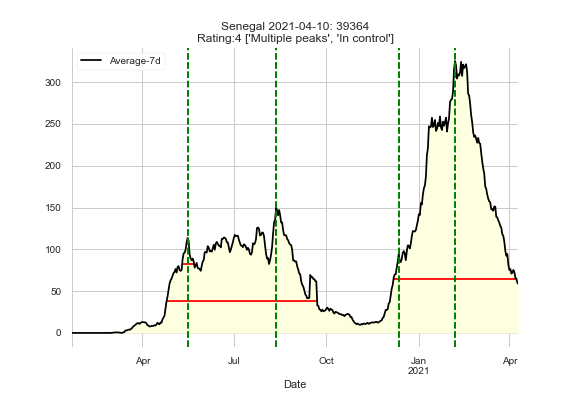 Senegal 2021-04-10: 39364
Rating:4 ['Multiple peaks', 'In control']
Average-7d
300
250
200
150
100
50
0
Apr
Jul
Oct
Jan
2021
Apr
Date